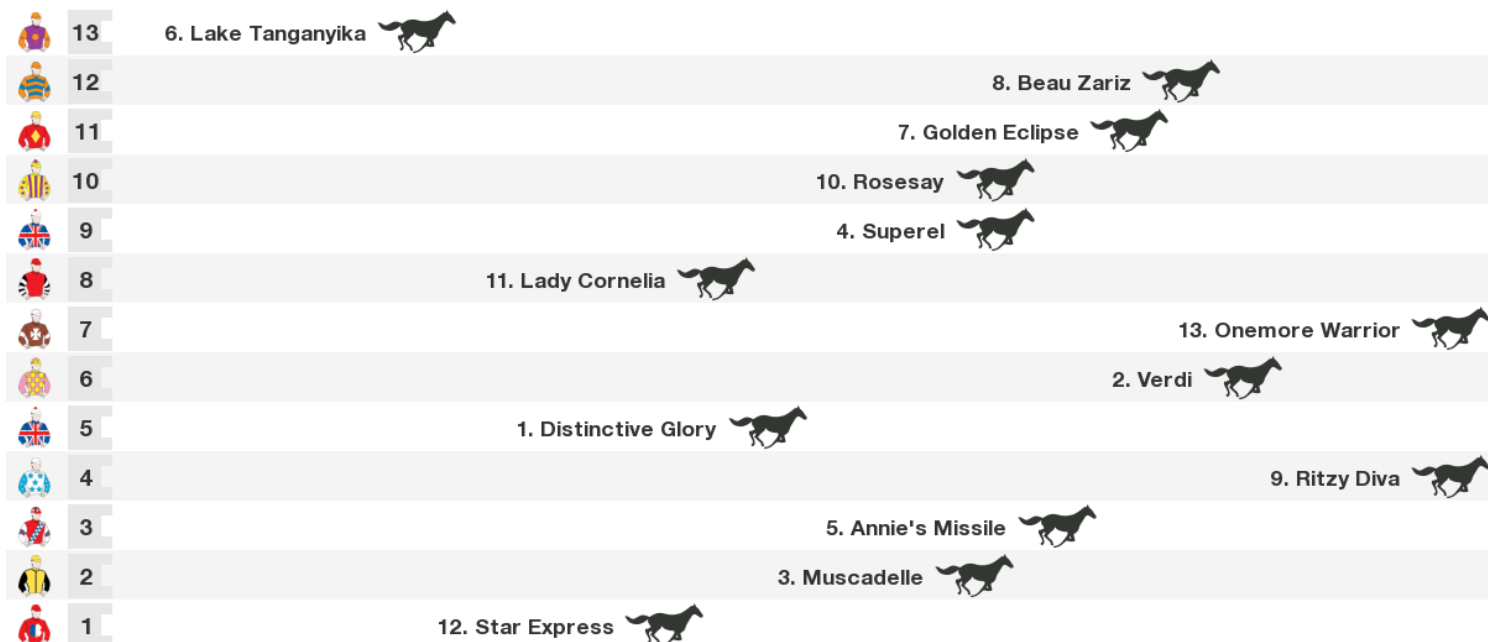 13 6. Lake Tanganyika
12 8. Beau Zariz
11 7. Golden Eclipse
10 10. Rosesay
9 4. Superel
8 11. Lady Cornelia
7 13. Onemore Warrior
6 2. Verdi
5 1. Distinctive Glory
4 9. Ritzy Diva
3 5. Annie's Missile
2 3. Muscadelle
1 12. Star Express